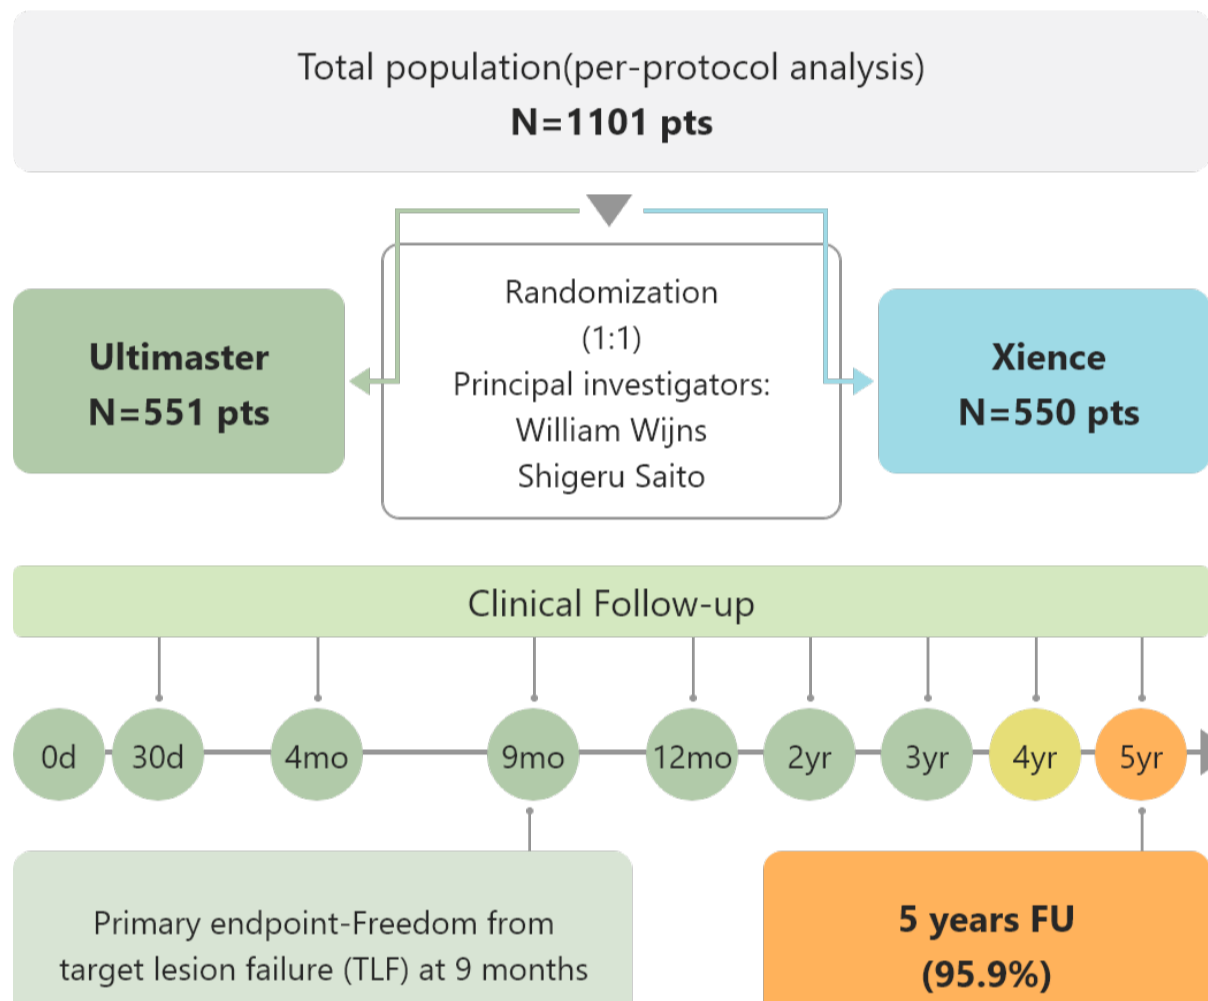 Total population(per-protocol analysis)
N=1101 pts
Randomization
(1:1)
Principal investigators:
William Wijns
Shigeru Saito
Ultimaster
N=551 pts
Xience
N=550 pts
Clinical Follow-up
0d 30d 4mo 9mo 12mo 2yr 3yr 4yr 5yr
Primary endpoint-Freedom from
target lesion failure (TLF) at 9 months
5 years FU
(95.9%)